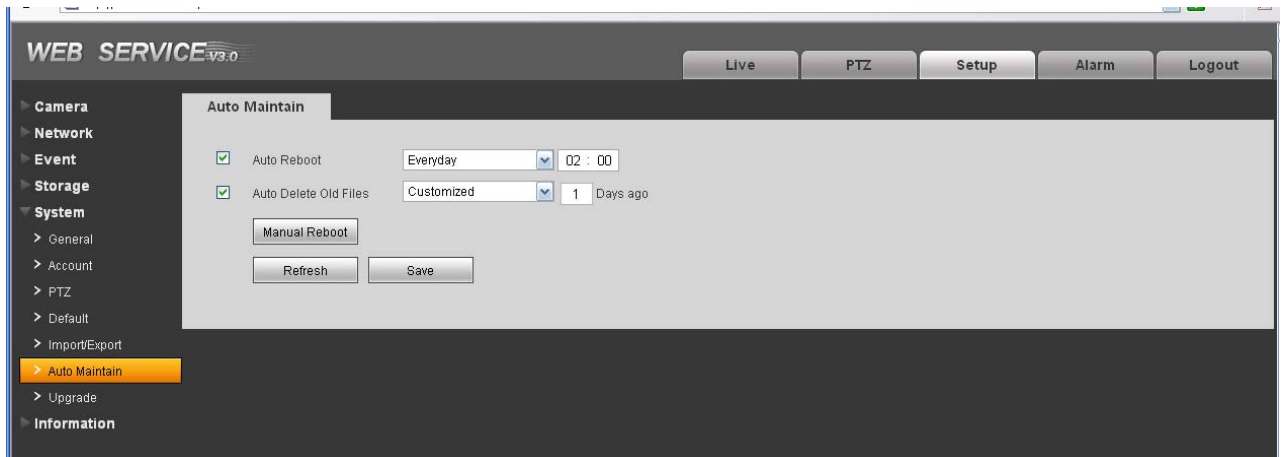 WEB SERVICE V3.0
Live PTZ Setup Alarm Logout
Camera
Network
Event
Storage
System
> General
> Account
> PTZ
> Default
> Import/Export
> Auto Maintain
> Upgrade
Information
Auto Maintain
Auto Reboot Everyday 02 : 00
Auto Delete Old Files Customized 1 Days ago
Manual Reboot
Refresh Save